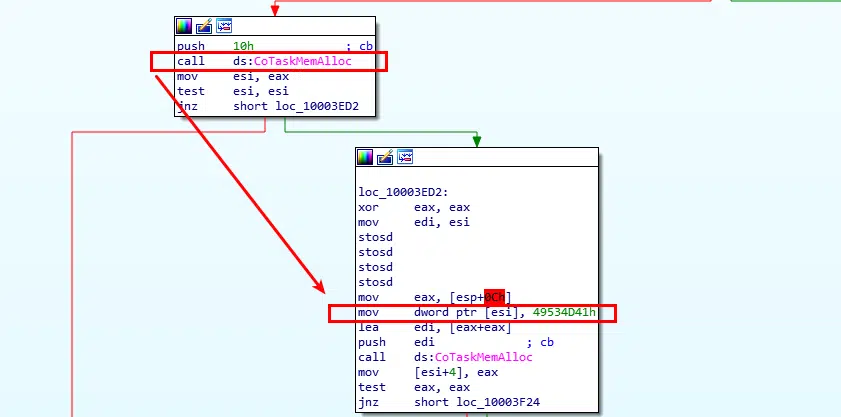 push 10h ; cb
call ds:CoTaskMemAlloc
mov esi, eax
test esi, esi
jnz short loc_10003ED2
loc_10003ED2:
xor eax, eax
mov edi, esi
stosd
stosd
stosd
stosd
mov eax, [esp+0Ch]
mov dword ptr [esi], 49534D41h
lea edi, [eax+eax]
push edi ; cb
call ds:CoTaskMemAlloc
mov [esi+4], eax
test eax, eax
jnz short loc_10003F24